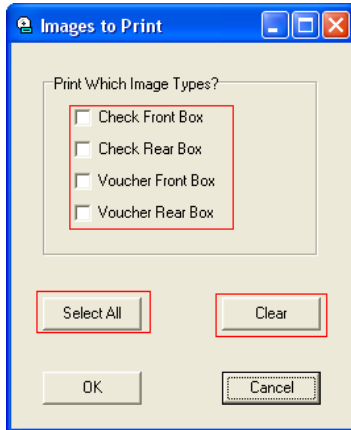 Images to Print
Print Which Image Types?
Check Front Box
Check Rear Box
Voucher Front Box
Voucher Rear Box
Select All
Clear
OK
Cancel